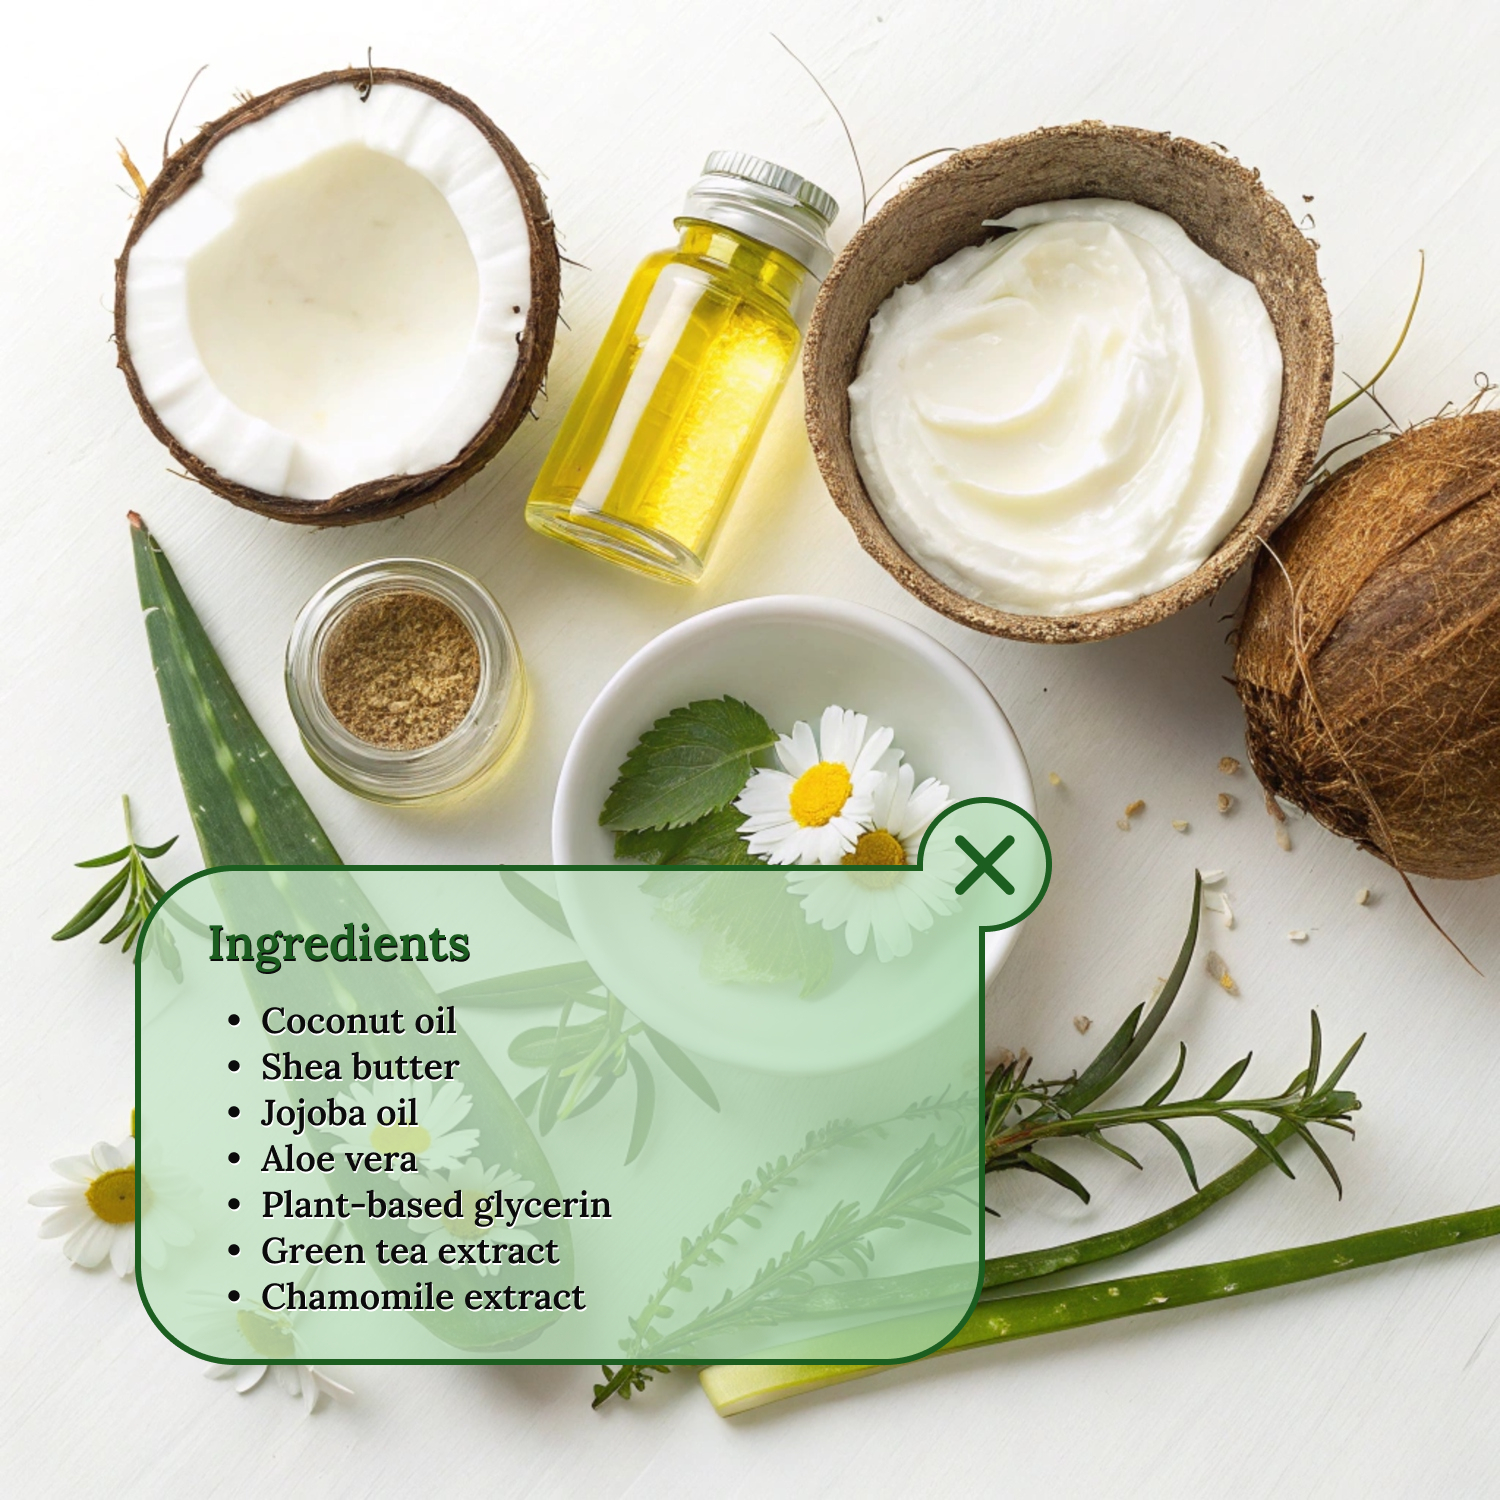 Ingredients
• Coconut oil
• Shea butter
• Jojoba oil
• Aloe vera
• Plant-based glycerin
• Green tea extract
• Chamomile extract